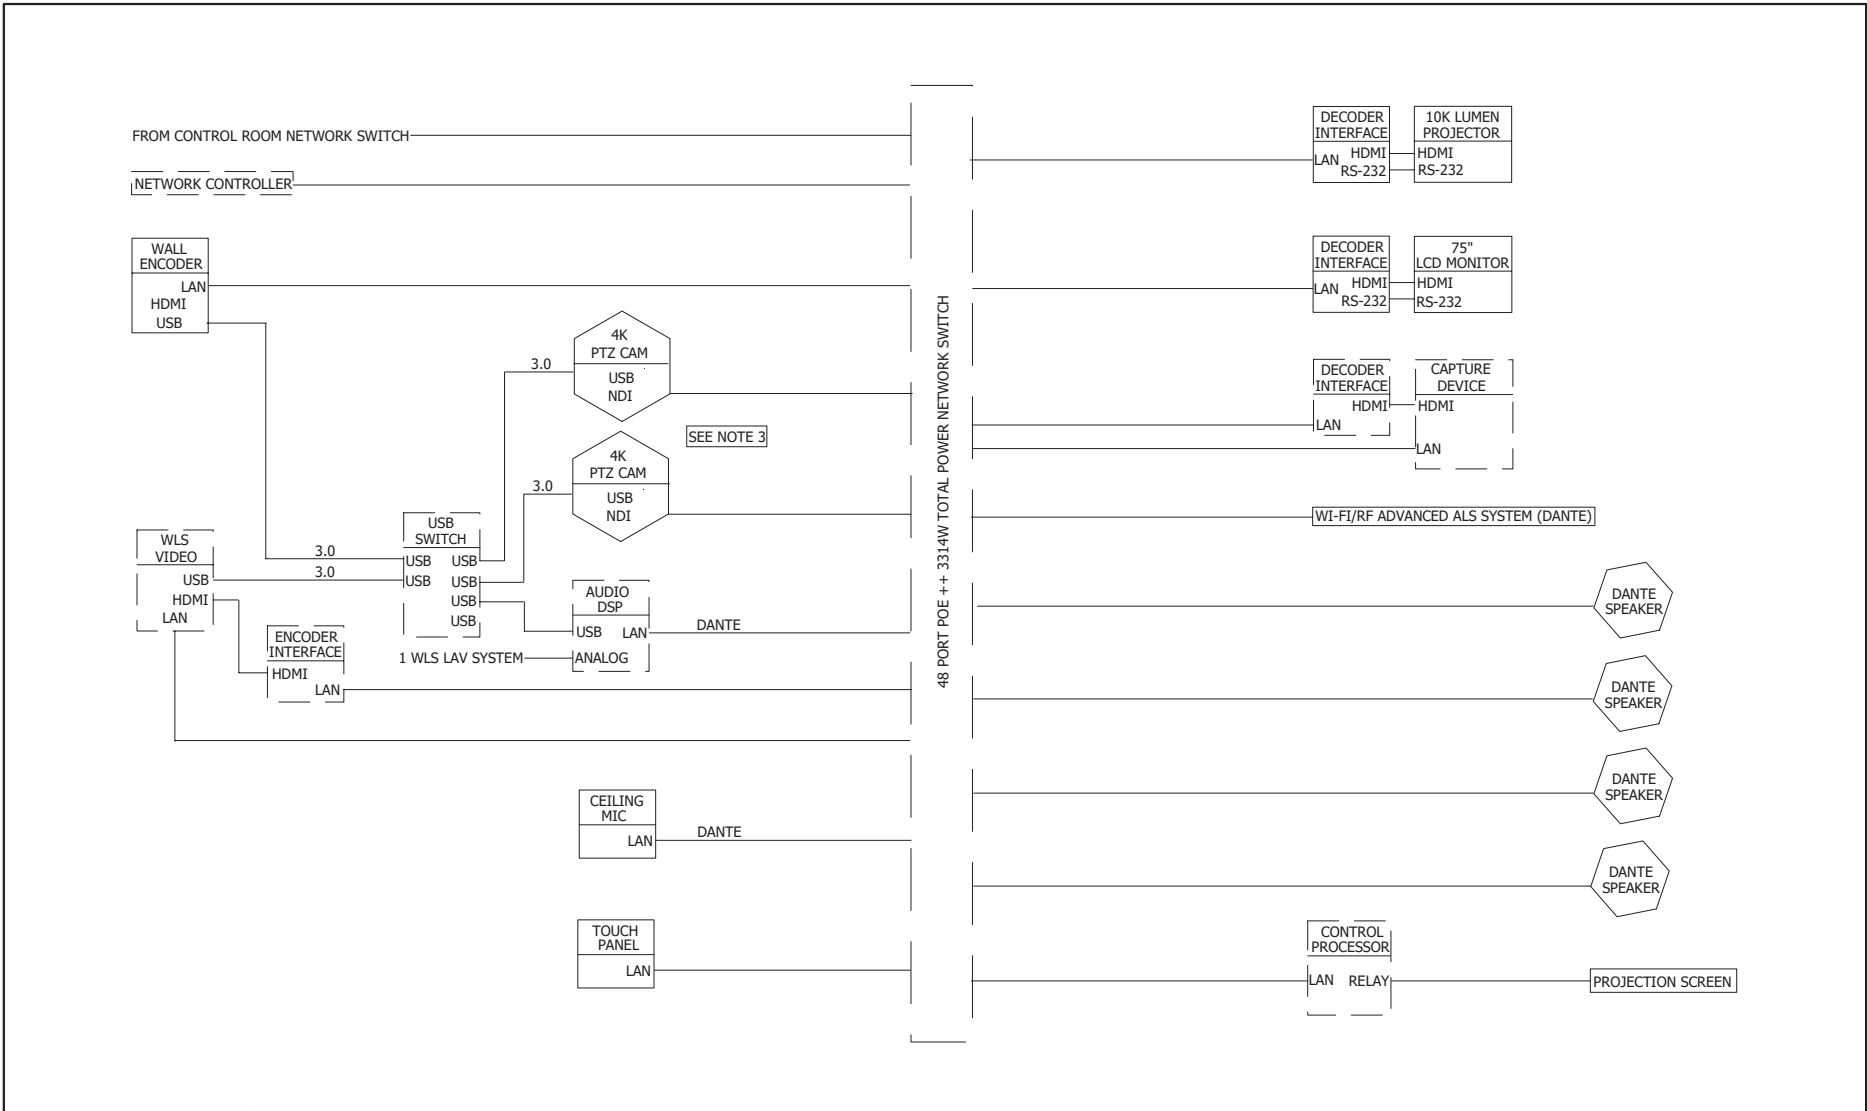 FROM CONTROL ROOM NETWORK SWITCH
NETWORK CONTROLLER
WALL
ENCODER
LAN
HDMI
USB
4K
PTZ CAM
USB
NDI
3.0
SEE NOTE 3
4K
PTZ CAM
USB
NDI
3.0
WLS
VIDEO
USB
HDMI
LAN
3.0
3.0
USB
SWITCH
USB USB
USB USB
USB
USB
ENCODER
INTERFACE
HDMI
LAN
AUDIO
DSP
USB LAN
ANALOG
DANTE
1 WLS LAV SYSTEM
CEILING
MIC
LAN
DANTE
TOUCH
PANEL
LAN
48 PORT POE ++ 3314W TOTAL POWER NETWORK SWITCH
DECODER
INTERFACE
HDMI
LAN
RS-232
10K LUMEN
PROJECTOR
HDMI
RS-232
DECODER
INTERFACE
HDMI
LAN
RS-232
75"
LCD MONITOR
HDMI
RS-232
DECODER
INTERFACE
HDMI
LAN
CAPTURE
DEVICE
HDMI
LAN
WI-FI/RF ADVANCED ALS SYSTEM (DANTE)
DANTE
SPEAKER
DANTE
SPEAKER
DANTE
SPEAKER
DANTE
SPEAKER
CONTROL
PROCESSOR
LAN RELAY
PROJECTION SCREEN